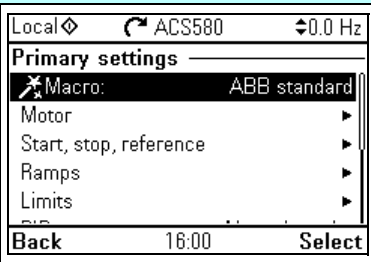 Local ACS580 0.0 Hz
Primary settings
Macro: ABB standard
Motor
Start, stop, reference
Ramps
Limits
Back 16:00 Select